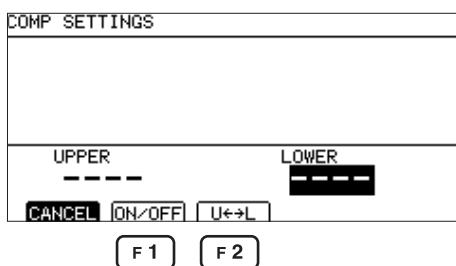 COMP SETTINGS
UPPER LOWER
---- ----
CANCEL ON/OFF U↔L
F1 F2